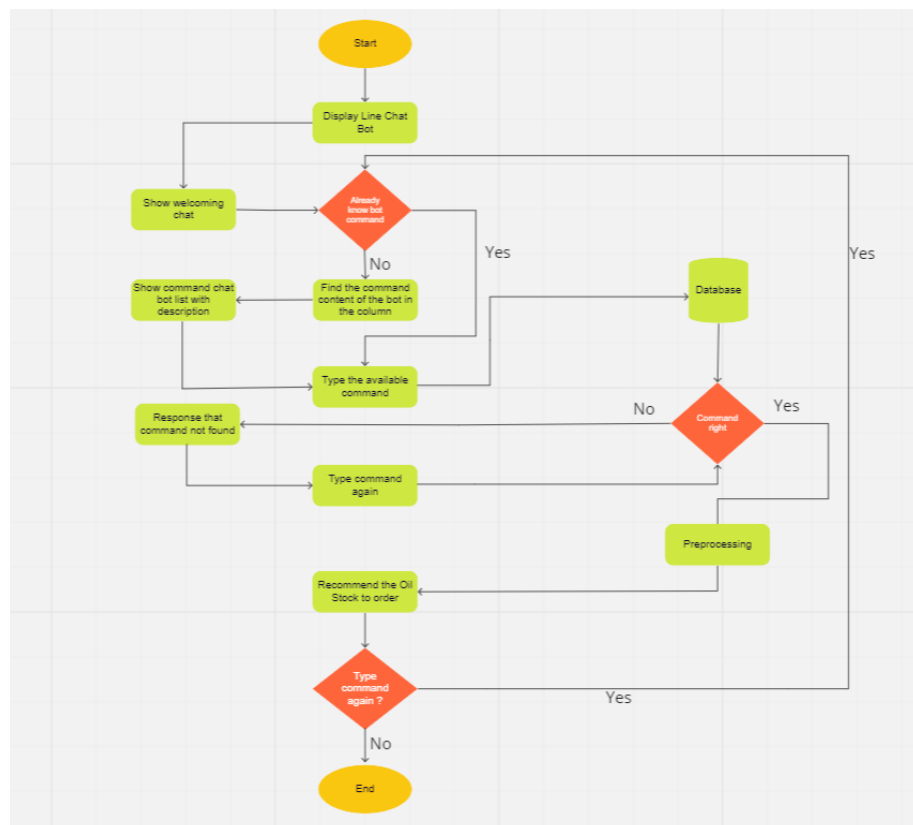 Start
Display Line Chat
Bot
Show welcoming
chat
Already
know bot
command
Yes
Yes
No
Show command chat
bot list with
description
Find the command
content of the bot in
the column
Database
Type the available
command
Response that
command not found
No
Command
right
Yes
Type command
again
Preprocessing
Recommend the Oil
Stock to order
Type
command
again ?
Yes
No
End